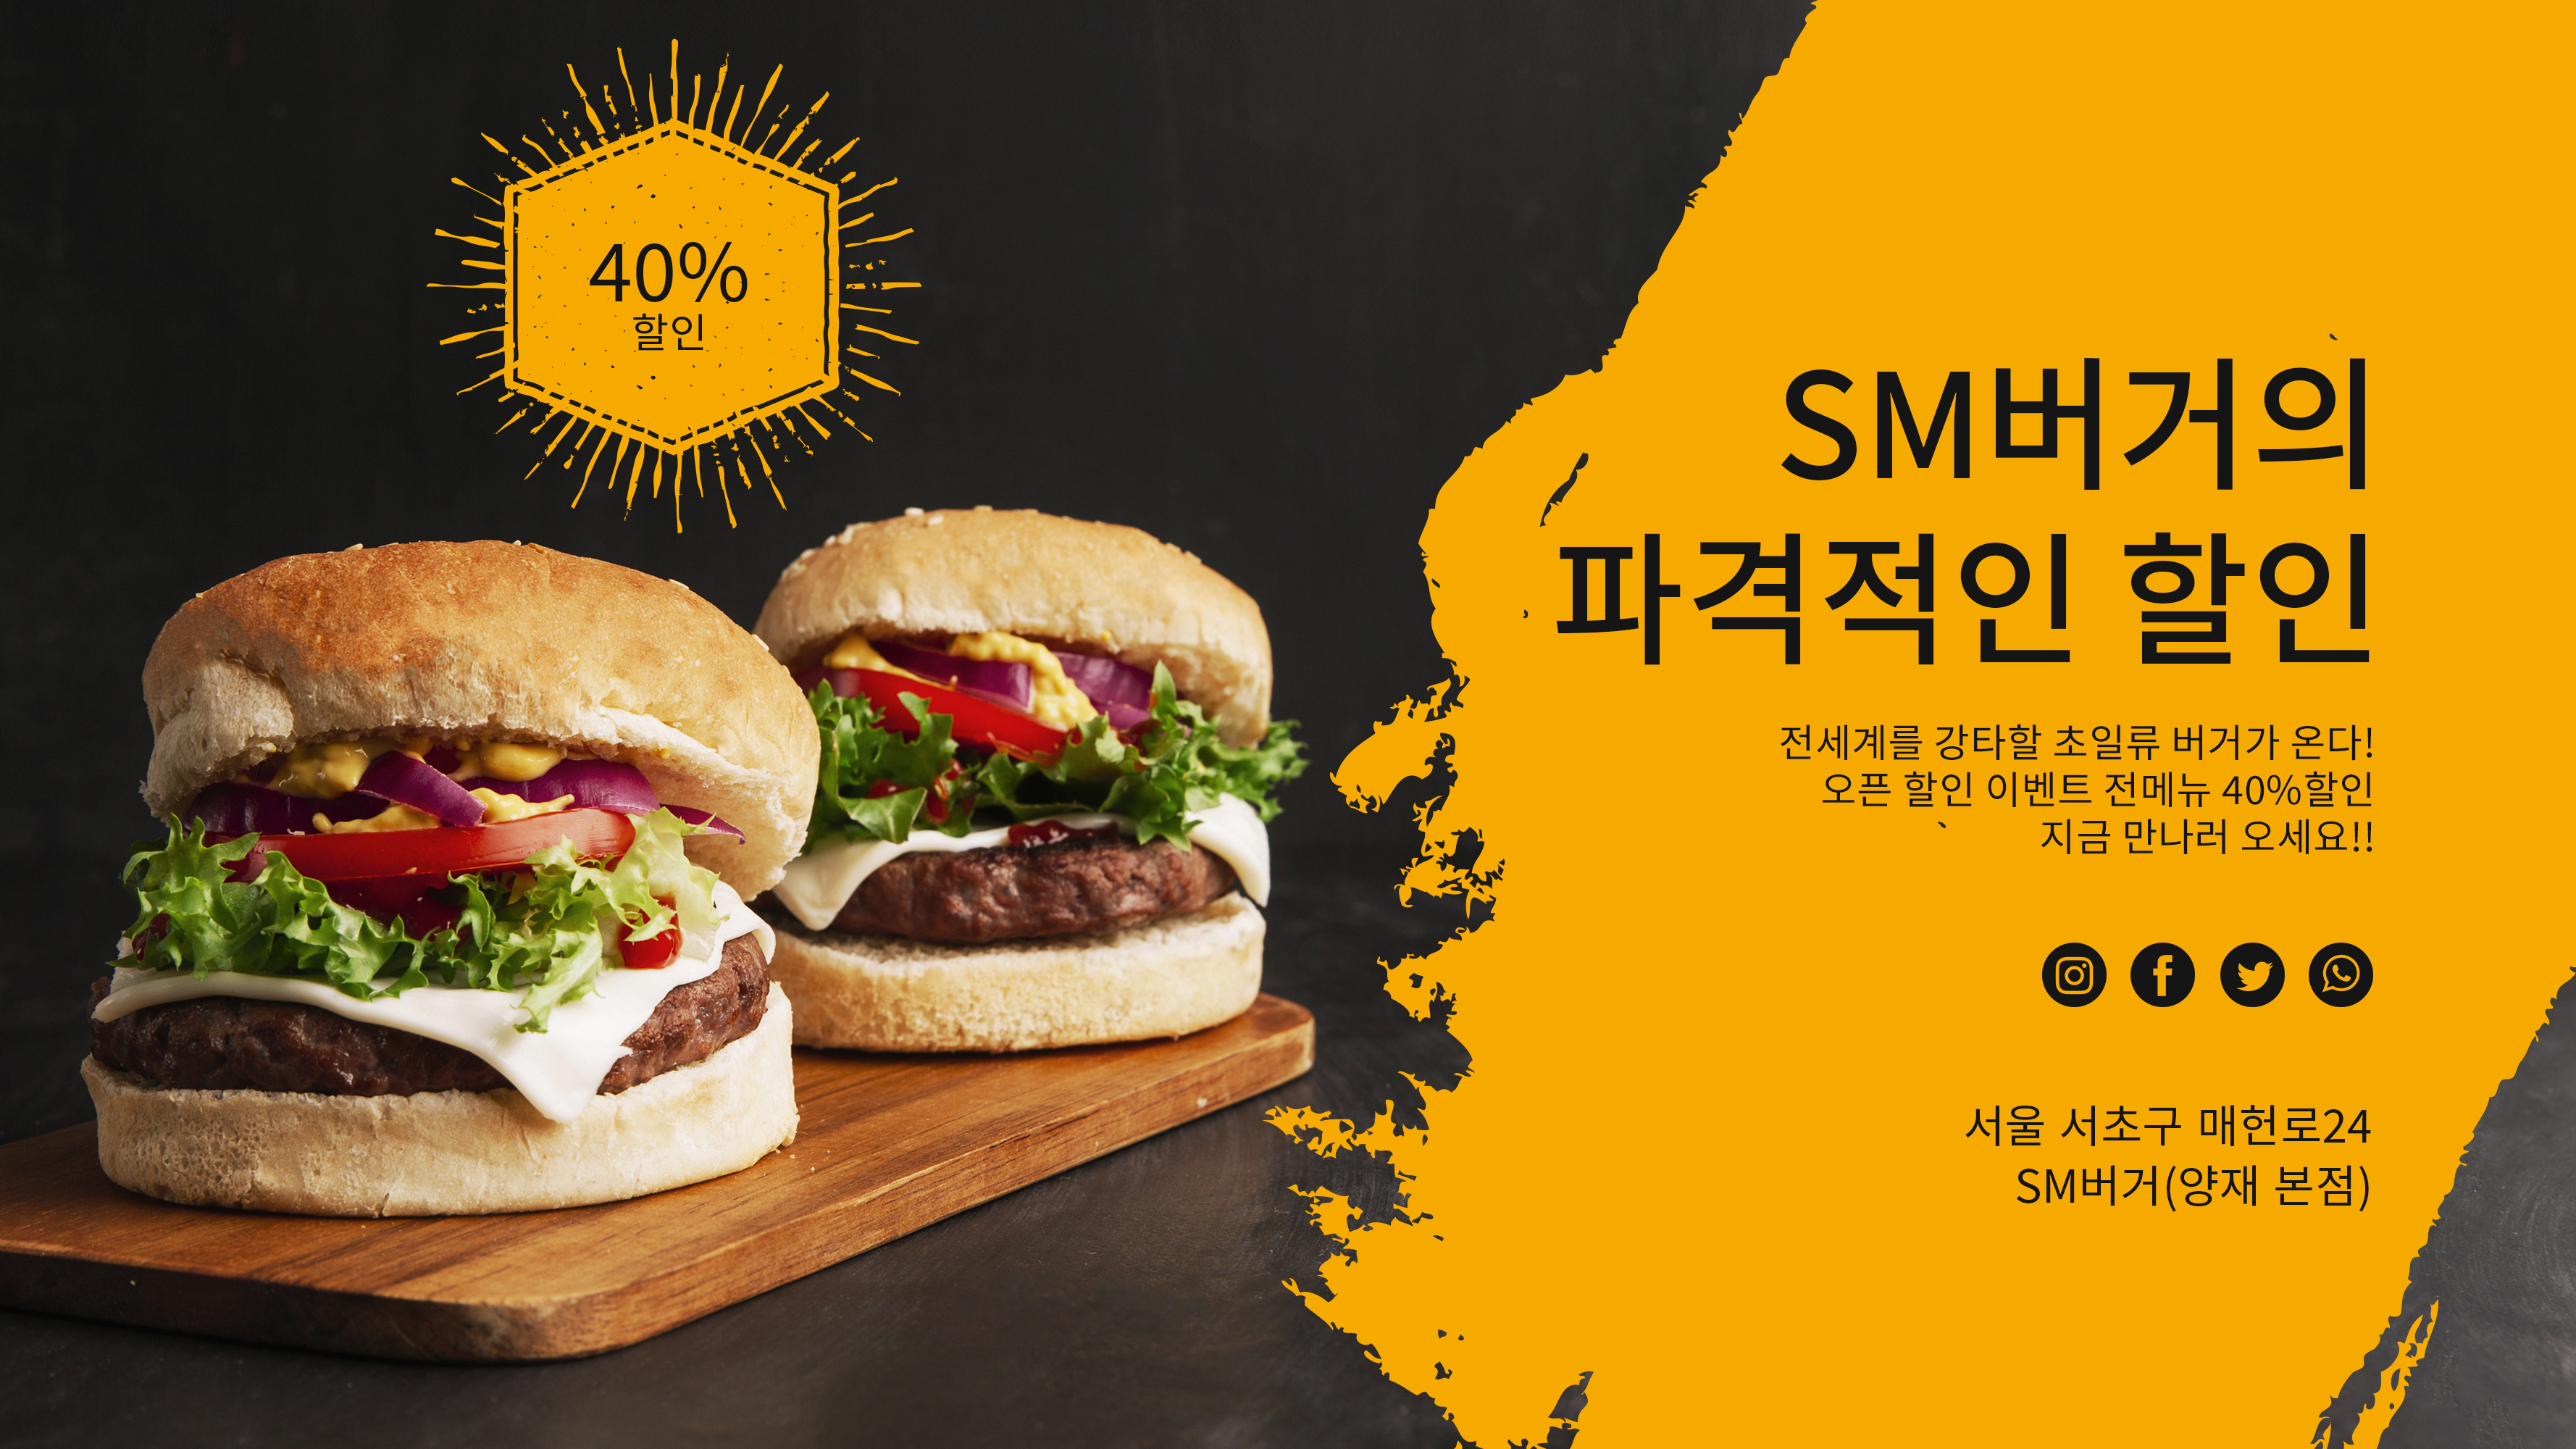 40%
할인
SM버거의
파격적인 할인
전세계를 강타할 초일류 버거가 온다!
오픈 할인 이벤트 전메뉴 40%할인
지금 만나러 오세요!!
서울 서초구 매헌로24
SM버거(양재 본점)